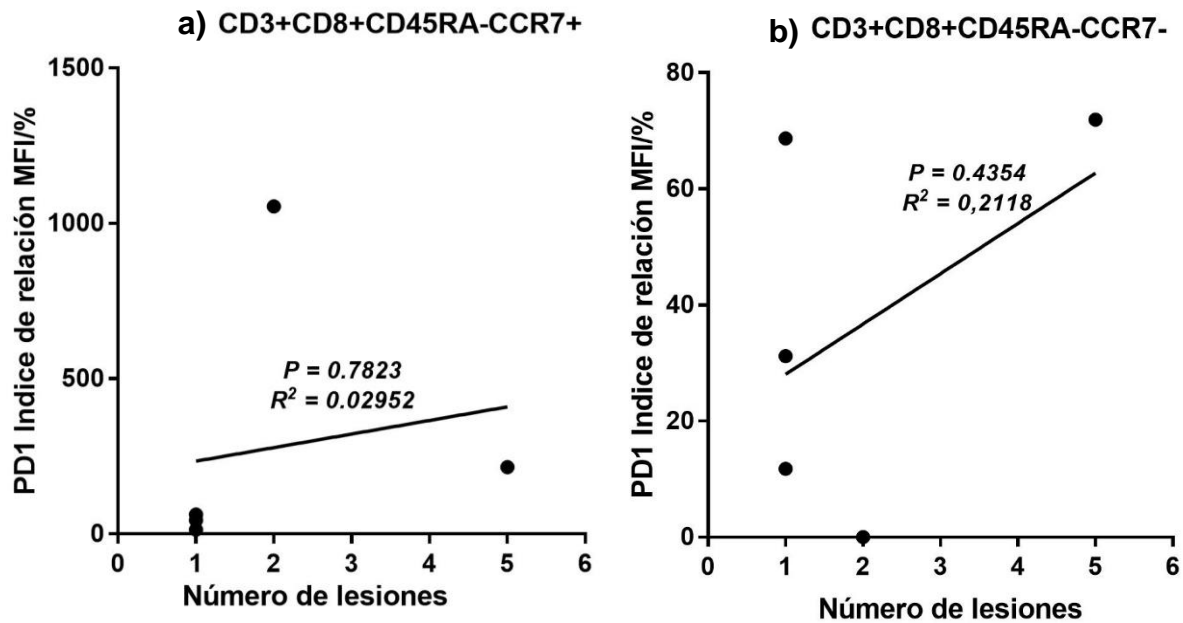 a) CD3+CD8+CD45RA-CCR7+
PD1 Indice de relación MFI/%
1500
1000
500
0
P = 0.7823
R² = 0.02952
0 1 2 3 4 5 6
Número de lesiones
b) CD3+CD8+CD45RA-CCR7-
PD1 Indice de relación MFI/%
80
60
40
20
0
P = 0.4354
R² = 0,2118
0 1 2 3 4 5 6
Número de lesiones